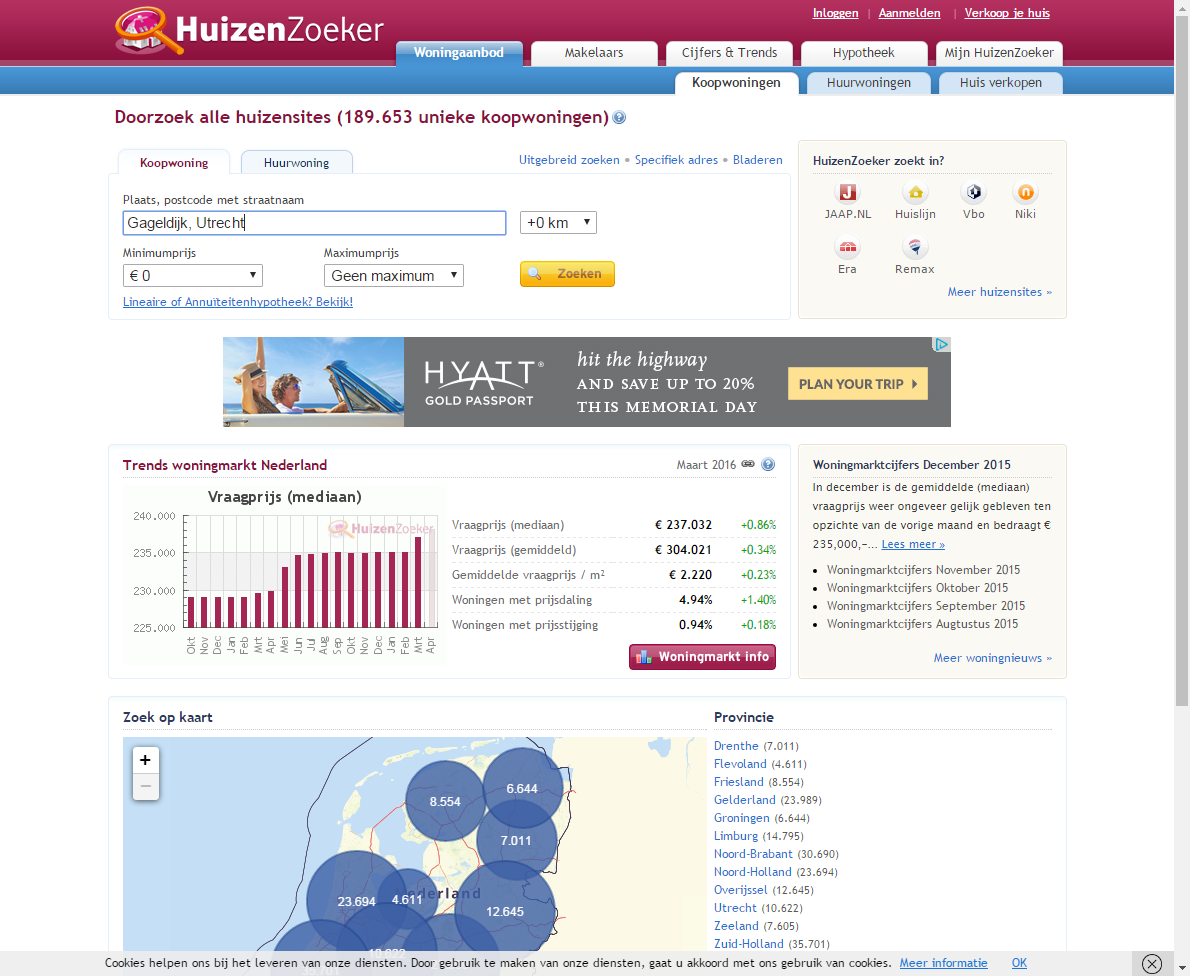 Inloggen | Aanmelden | Verkoop je huis
HuizenZoeker
Woningaanbod Makelaars Cijfers & Trends Hypotheek Mijn HuizenZoeker
Koopwoningen Huurwoningen Huis verkopen
Doorzoek alle huizensites (189.653 unieke koopwoningen) ?
Koopwoning Huurwoning
Uitgebreid zoeken • Specifiek adres • Bladeren
Plaats, postcode met straatnaam
Gageldijk, Utrecht +0 km
Minimumprijs Maximumprijs
€ 0 Geen maximum Zoeken
Lineaire of Annuïteitenhypotheek? Bekijk!
HuizenZoeker zoekt in?
JAAP.NL Huislijn Vbo Niki
Era Remax
Meer huizensites »
HYATT®
GOLD PASSPORT
hit the highway
AND SAVE UP TO 20%
THIS MEMORIAL DAY
PLAN YOUR TRIP
Trends woningmarkt Nederland Maart 2016 ?
Vraagprijs (mediaan)
HuizenZoeker
240.000
235.000
230.000
225.000
Okt Nov Dec Jan Feb Mrt Apr Mei Jun Jul Aug Sep Okt Nov Dec Jan Feb Mrt Apr
Vraagprijs (mediaan) € 237.032 +0.86%
Vraagprijs (gemiddeld) € 304.021 +0.34%
Gemiddelde vraagprijs / m² € 2.220 +0.23%
Woningen met prijsdaling 4.94% +1.40%
Woningen met prijsstijging 0.94% +0.18%
Woningmarkt info
Woningmarktcijfers December 2015
In december is de gemiddelde (mediaan)
vraagprijs weer ongeveer gelijk gebleven ten
opzichte van de vorige maand en bedraagt €
235,000,-... Lees meer »
• Woningmarktcijfers November 2015
• Woningmarktcijfers Oktober 2015
• Woningmarktcijfers September 2015
• Woningmarktcijfers Augtustus 2015
Meer woningnieuws »
Zoek op kaart
+
−
8.554
6.644
7.011
23.694
4.611
12.645
Provincie
Drenthe (7.011)
Flevoland (4.611)
Friesland (8.554)
Gelderland (23.989)
Groningen (6.644)
Limburg (14.795)
Noord-Brabant (30.690)
Noord-Holland (23.694)
Overijssel (12.645)
Utrecht (10.622)
Zeeland (7.605)
Zuid-Holland (35.701)
Cookies helpen ons bij het leveren van onze diensten. Door gebruik te maken van onze diensten, gaat u akkoord met ons gebruik van cookies. Meer informatie OK